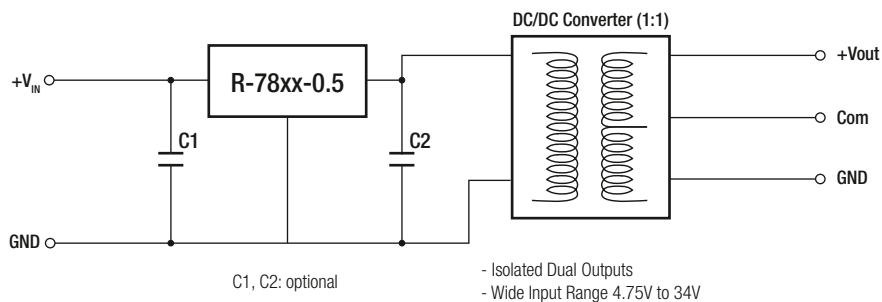 DC/DC Converter (1:1)
+Vout
+VIN
R-78xx-0.5
Com
C1
C2
GND
GND
C1, C2: optional
- Isolated Dual Outputs
- Wide Input Range 4.75V to 34V